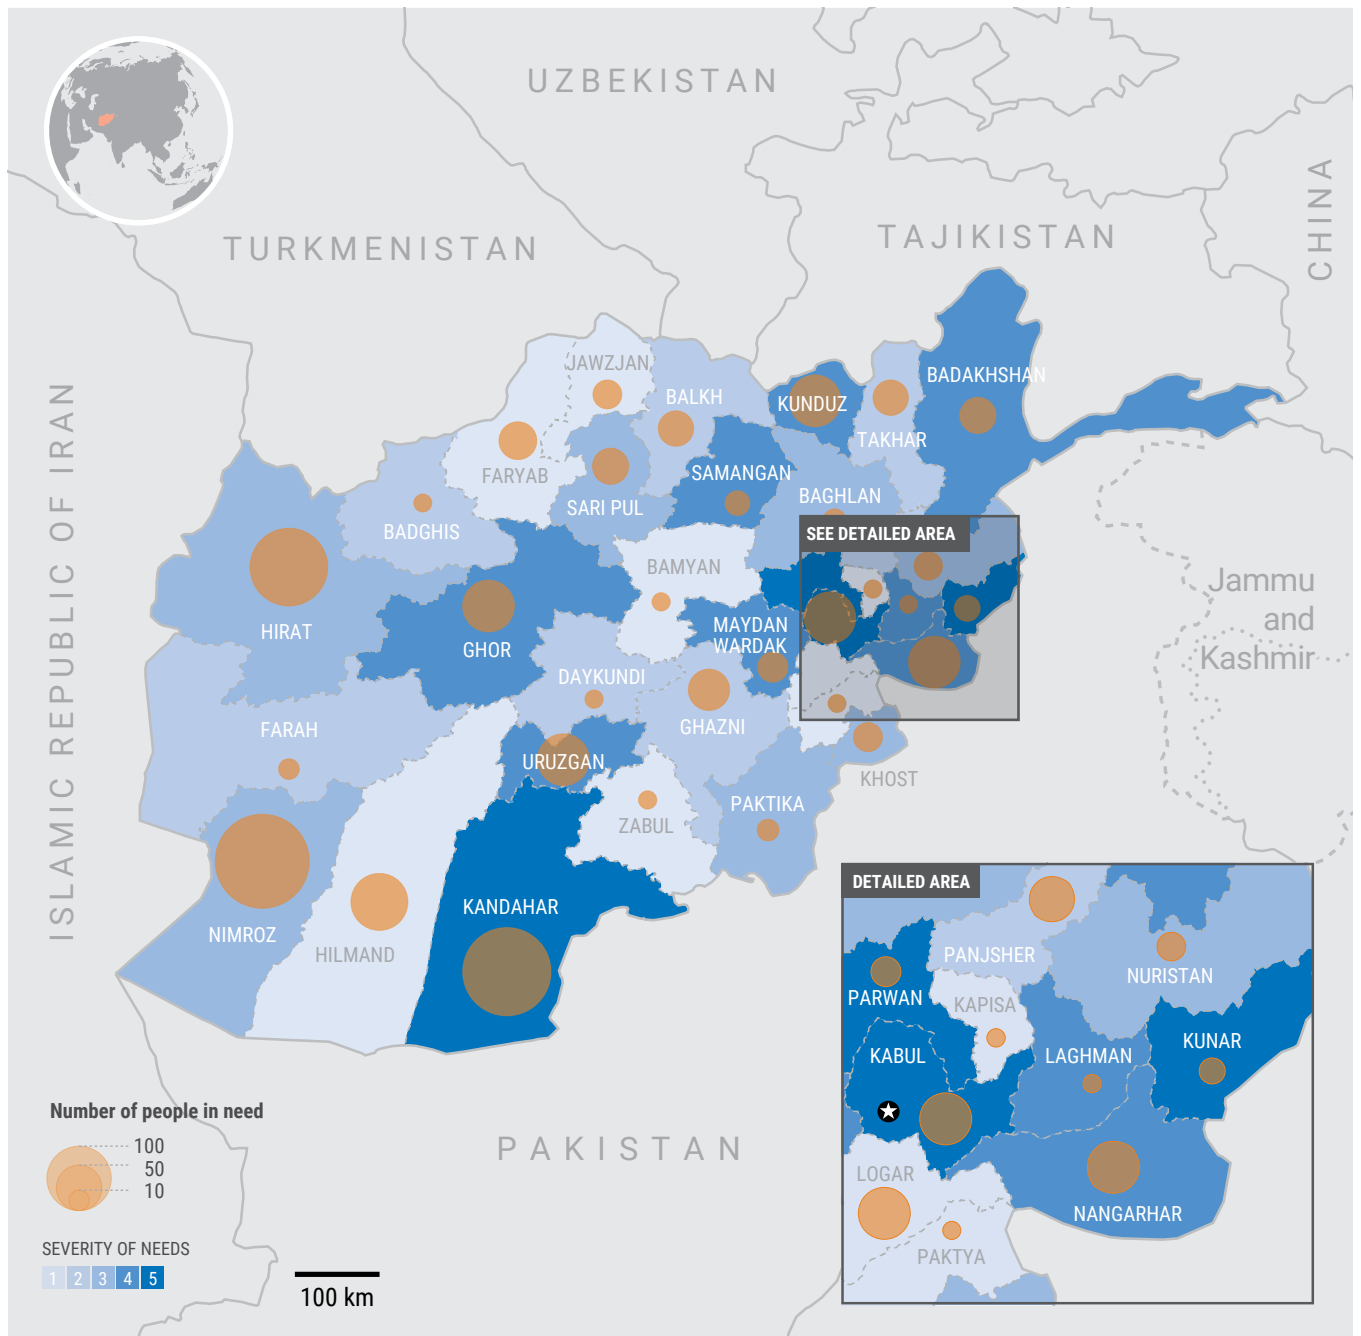 UZBEKISTAN
TURKMENISTAN
TAJIKISTAN
CHINA
ISLAMIC REPUBLIC OF IRAN
JAWZJAN
BALKH
KUNDUZ
BADAKHSHAN
TAKHAR
FARYAB
SARI PUL
SAMANGAN
BAGHLAN
BADGHIS
SEE DETAILED AREA
BAMYAN
Jammu
and
Kashmir
HIRAT
GHOR
MAYDAN
WARDAK
DAYKUNDI
GHAZNI
FARAH
URUZGAN
KHOST
PAKTIKA
ZABUL
NIMROZ
HILMAND
KANDAHAR
DETAILED AREA
PANJSHER
NURISTAN
PARWAN
KAPISA
KABUL
LAGHMAN
KUNAR
LOGAR
NANGARHAR
PAKTYA
PAKISTAN
Number of people in need
100
50
10
SEVERITY OF NEEDS
1 2 3 4 5
100 km